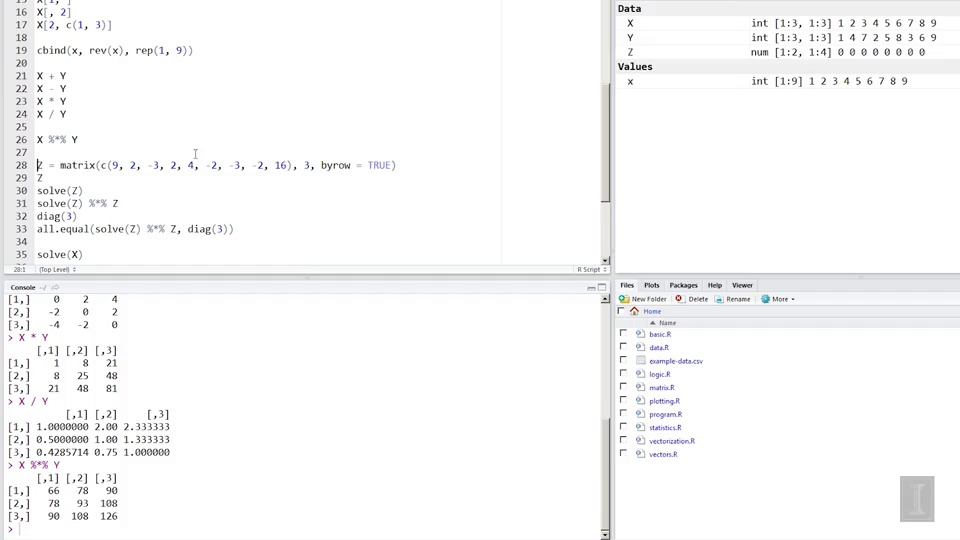 15 X[1, ]
16 X[, 2]
17 X[2, c(1, 3)]
18
19 cbind(x, rev(x), rep(1, 9))
20
21 X + Y
22 X - Y
23 X * Y
24 X / Y
25
26 X %*% Y
27
28 Z = matrix(c(9, 2, -3, 2, 4, -2, -3, -2, 16), 3, byrow = TRUE)
29 Z
30 solve(Z)
31 solve(Z) %*% Z
32 diag(3)
33 all.equal(solve(Z) %*% Z, diag(3))
34
35 solve(X)
28:1 (Top Level) R Script
Console ~/
[1,] 0 2 4
[2,] -2 0 2
[3,] -4 -2 0
> X * Y
[,1] [,2] [,3]
[1,] 1 8 21
[2,] 8 25 48
[3,] 21 48 81
> X / Y
[,1] [,2] [,3]
[1,] 1.0000000 2.00 2.333333
[2,] 0.5000000 1.00 1.333333
[3,] 0.4285714 0.75 1.000000
> X %*% Y
[,1] [,2] [,3]
[1,] 66 78 90
[2,] 78 93 108
[3,] 90 108 126
>
Data
X int [1:3, 1:3] 1 2 3 4 5 6 7 8 9
Y int [1:3, 1:3] 1 4 7 2 5 8 3 6 9
Z num [1:2, 1:4] 0 0 0 0 0 0 0 0
Values
x int [1:9] 1 2 3 4 5 6 7 8 9
Files Plots Packages Help Viewer
New Folder Delete Rename More
Home
Name
basic.R
data.R
example-data.csv
logic.R
matrix.R
plotting.R
program.R
statistics.R
vectorization.R
vectors.R
I